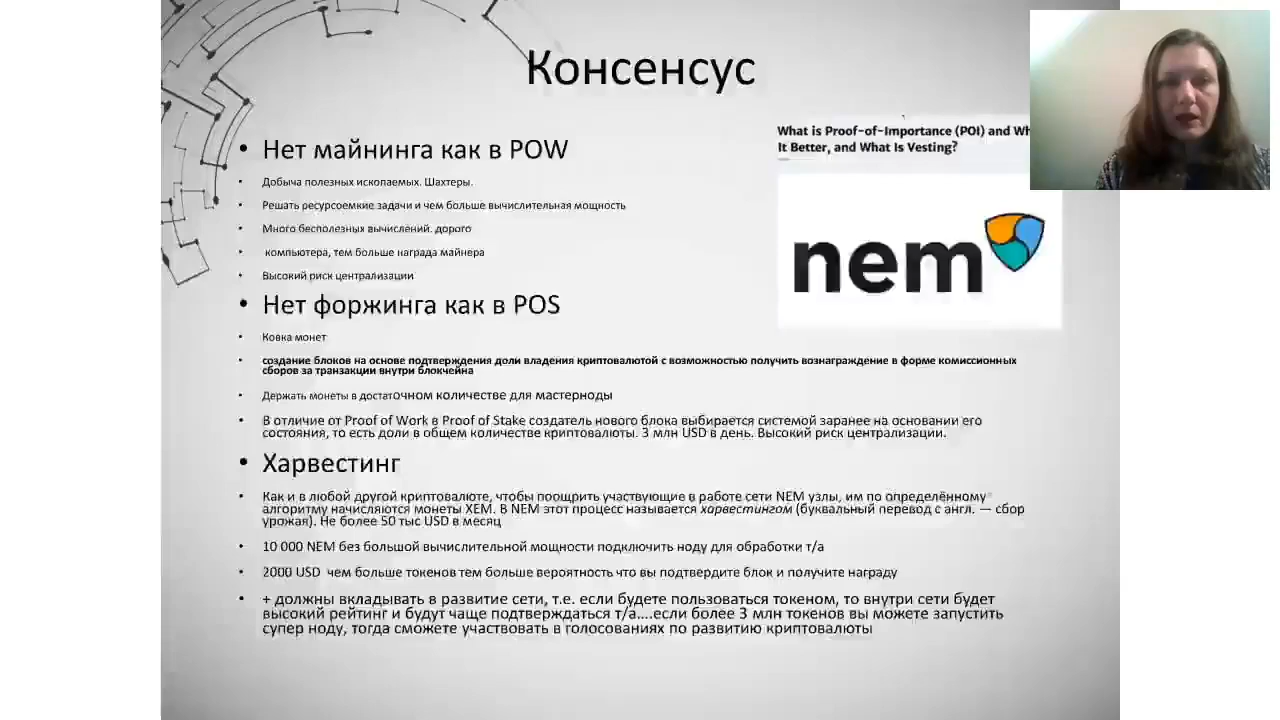 Консенсус
• Нет майнинга как в POW
• Добыча полезных ископаемых. Шахтеры.
• Решать ресурсоемкие задачи и чем больше вычислительная мощность
• Много бесполезных вычислений. дорого
• компьютера, тем больше награда майнера
• Высокий риск централизации
• Нет форжинга как в POS
• Ковка монет
• создание блоков на основе подтверждения доли владения криптовалютой с возможностью получить вознаграждение в форме комиссионных
сборов за транзакции внутри блокчейна
• Держать монеты в достаточном количестве для мастерноды
• В отличие от Proof of Work в Proof of Stake создатель нового блока выбирается системой заранее на основании его
состояния, то есть доли в общем количестве криптовалюты. 3 млн USD в день. Высокий риск централизации.
• Харвестинг
• Как и в любой другой криптовалюте, чтобы поощрить участвующие в работе сети NEM узлы, им по определённому
алгоритму начисляются монеты XEM. В NEM этот процесс называется харвестингом (буквальный перевод с англ. — сбор
урожая). Не более 50 тыс USD в месяц
• 10 000 NEM без большой вычислительной мощности подключить ноду для обработки т/а
• 2000 USD чем больше токенов тем больше вероятность что вы подтвердите блок и получите награду
• + должны вкладывать в развитие сети, т.е. если будете пользоваться токеном, то внутри сети будет
высокий рейтинг и будут чаще подтверждаться т/а....если более 3 млн токенов вы можете запустить
супер ноду, тогда сможете участвовать в голосованиях по развитию криптовалюты
What is Proof-of-Importance (POI) and
It Better, and What Is Vesting?
nem